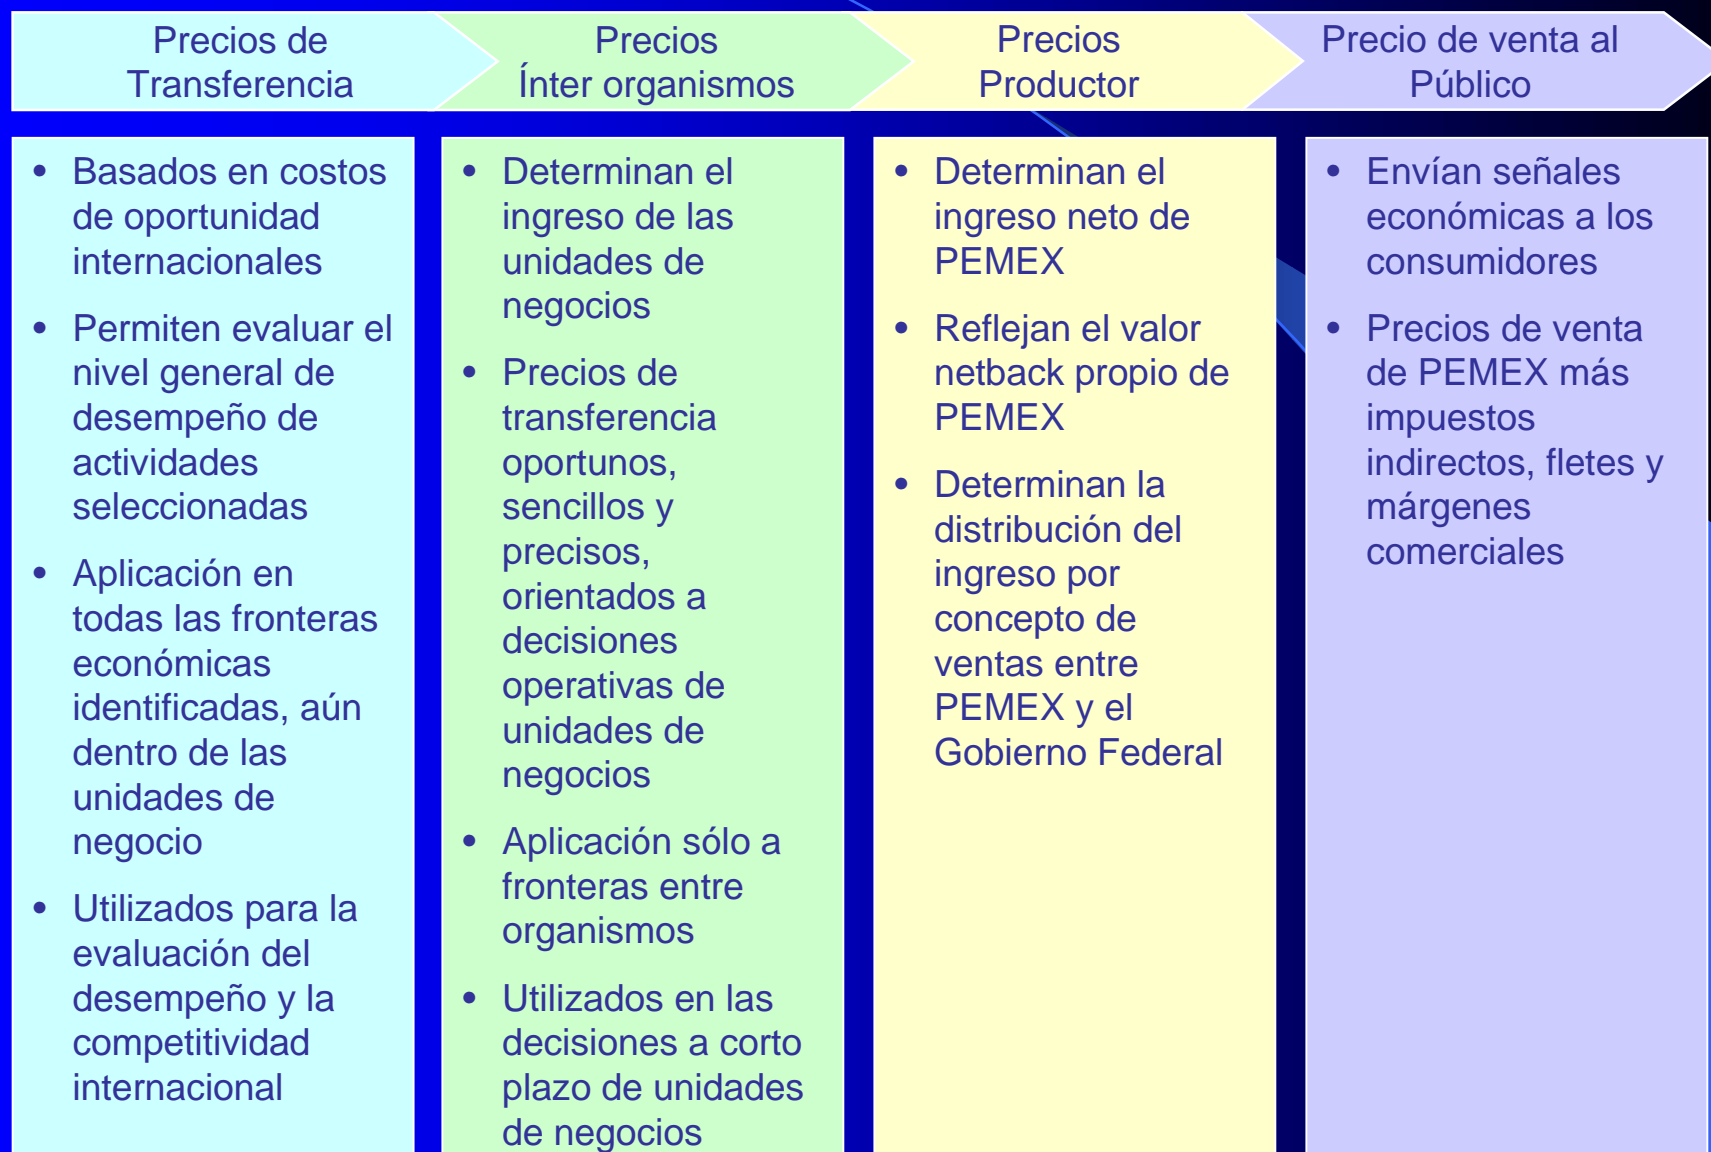 Precios de
Transferencia
Precios
Ínter organismos
Precios
Productor
Precio de venta al
Público
• Basados en costos
de oportunidad
internacionales
• Permiten evaluar el
nivel general de
desempeño de
actividades
seleccionadas
• Aplicación en
todas las fronteras
económicas
identificadas, aún
dentro de las
unidades de
negocio
• Utilizados para la
evaluación del
desempeño y la
competitividad
internacional
• Determinan el
ingreso de las
unidades de
negocios
• Precios de
transferencia
oportunos,
sencillos y
precisos,
orientados a
decisiones
operativas de
unidades de
negocios
• Aplicación sólo a
fronteras entre
organismos
• Utilizados en las
decisiones a corto
plazo de unidades
de negocios
• Determinan el
ingreso neto de
PEMEX
• Reflejan el valor
netback propio de
PEMEX
• Determinan la
distribución del
ingreso por
concepto de
ventas entre
PEMEX y el
Gobierno Federal
• Envían señales
económicas a los
consumidores
• Precios de venta
de PEMEX más
impuestos
indirectos, fletes y
márgenes
comerciales